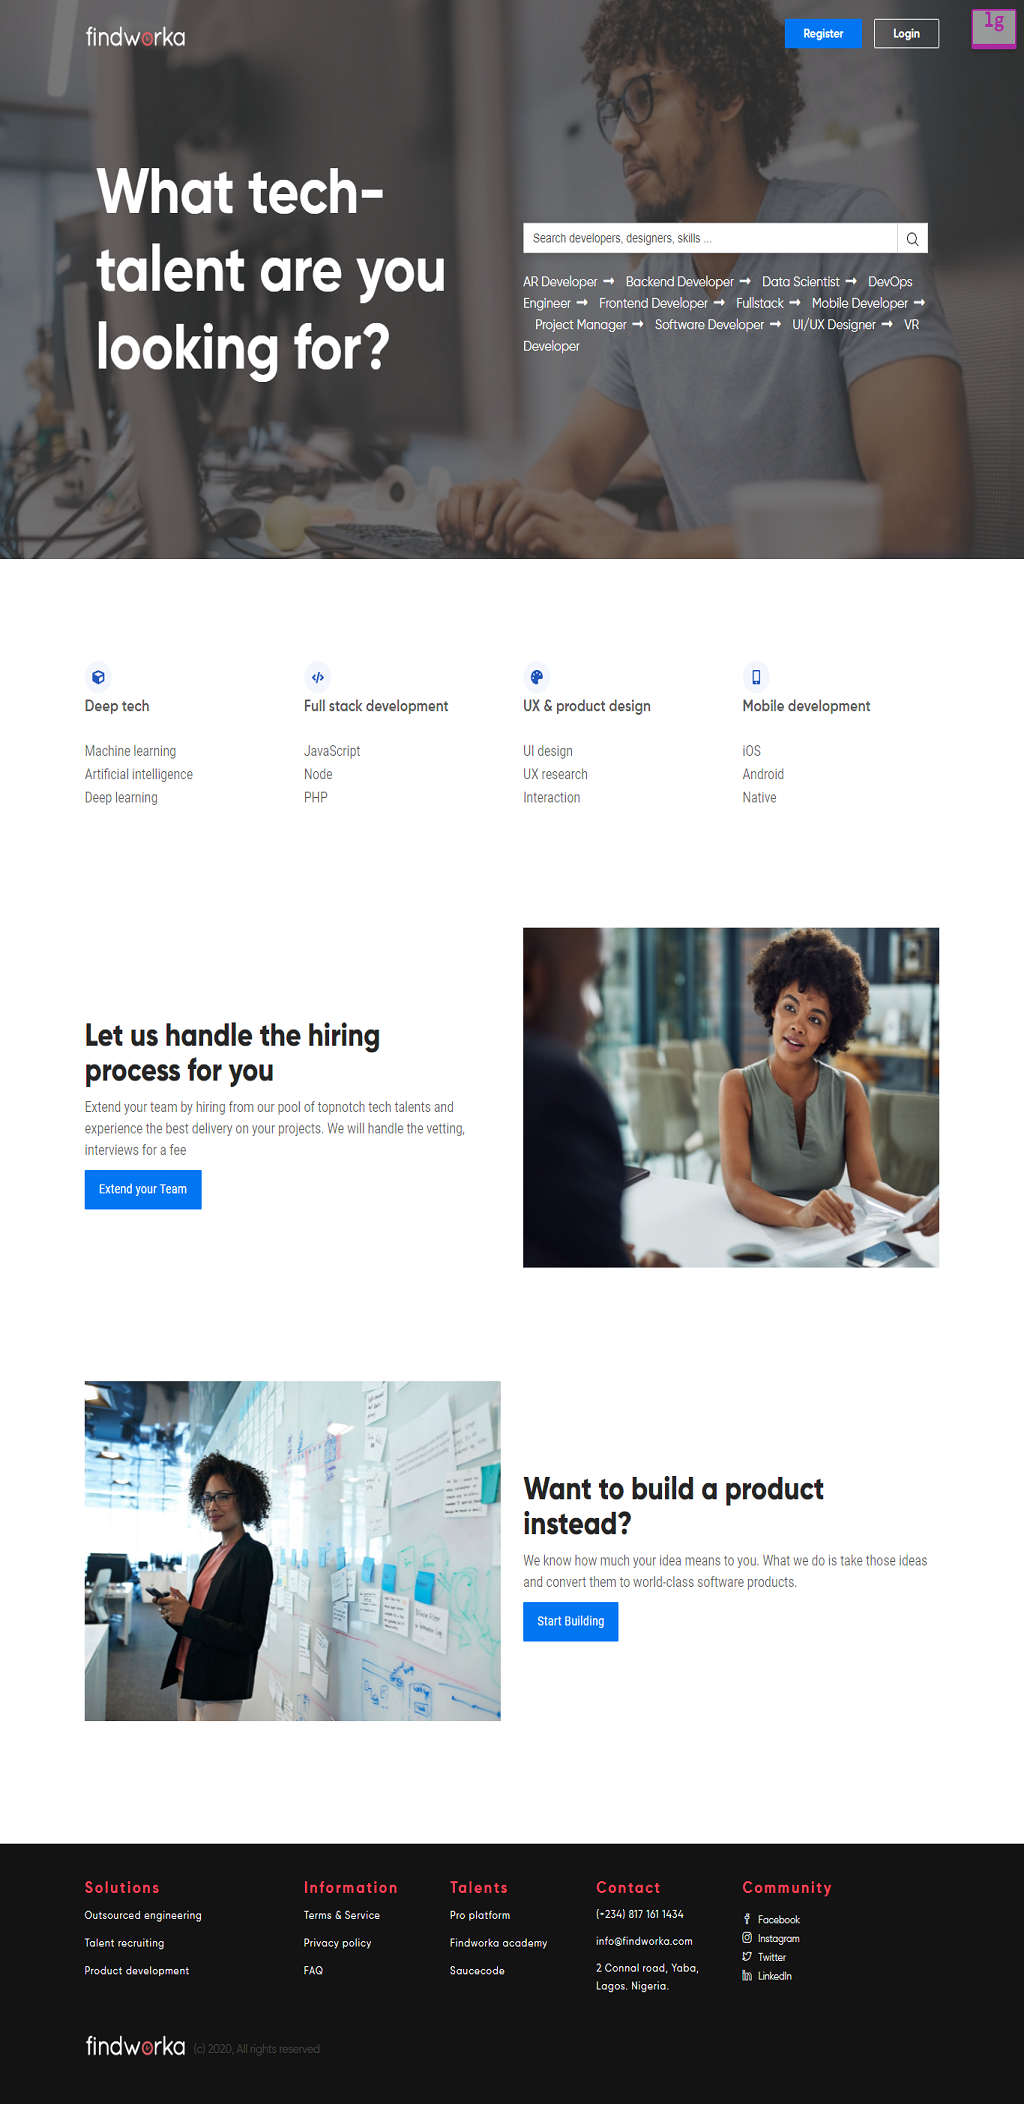 findworka
Register
Login
lg
What tech-
talent are you
looking for?
Search developers, designers, skills ...
AR Developer ➞ Backend Developer ➞ Data Scientist ➞ DevOps
Engineer ➞ Frontend Developer ➞ Fullstack ➞ Mobile Developer ➞
Project Manager ➞ Software Developer ➞ UI/UX Designer ➞ VR
Developer
Deep tech
Machine learning
Artificial intelligence
Deep learning
Full stack development
JavaScript
Node
PHP
UX & product design
UI design
UX research
Interaction
Mobile development
iOS
Android
Native
Let us handle the hiring
process for you
Extend your team by hiring from our pool of topnotch tech talents and
experience the best delivery on your projects. We will handle the vetting,
interviews for a fee
Extend your Team
Want to build a product
instead?
We know how much your idea means to you. What we do is take those ideas
and convert them to world-class software products.
Start Building
Solutions
Outsourced engineering
Talent recruiting
Product development
Information
Terms & Service
Privacy policy
FAQ
Talents
Pro platform
Findworka academy
Saucecode
Contact
(+234) 817 161 1434
info@findworka.com
2 Connal road, Yaba,
Lagos. Nigeria.
Community
Facebook
Instagram
Twitter
LinkedIn
findworka
(c) 2020, All rights reserved